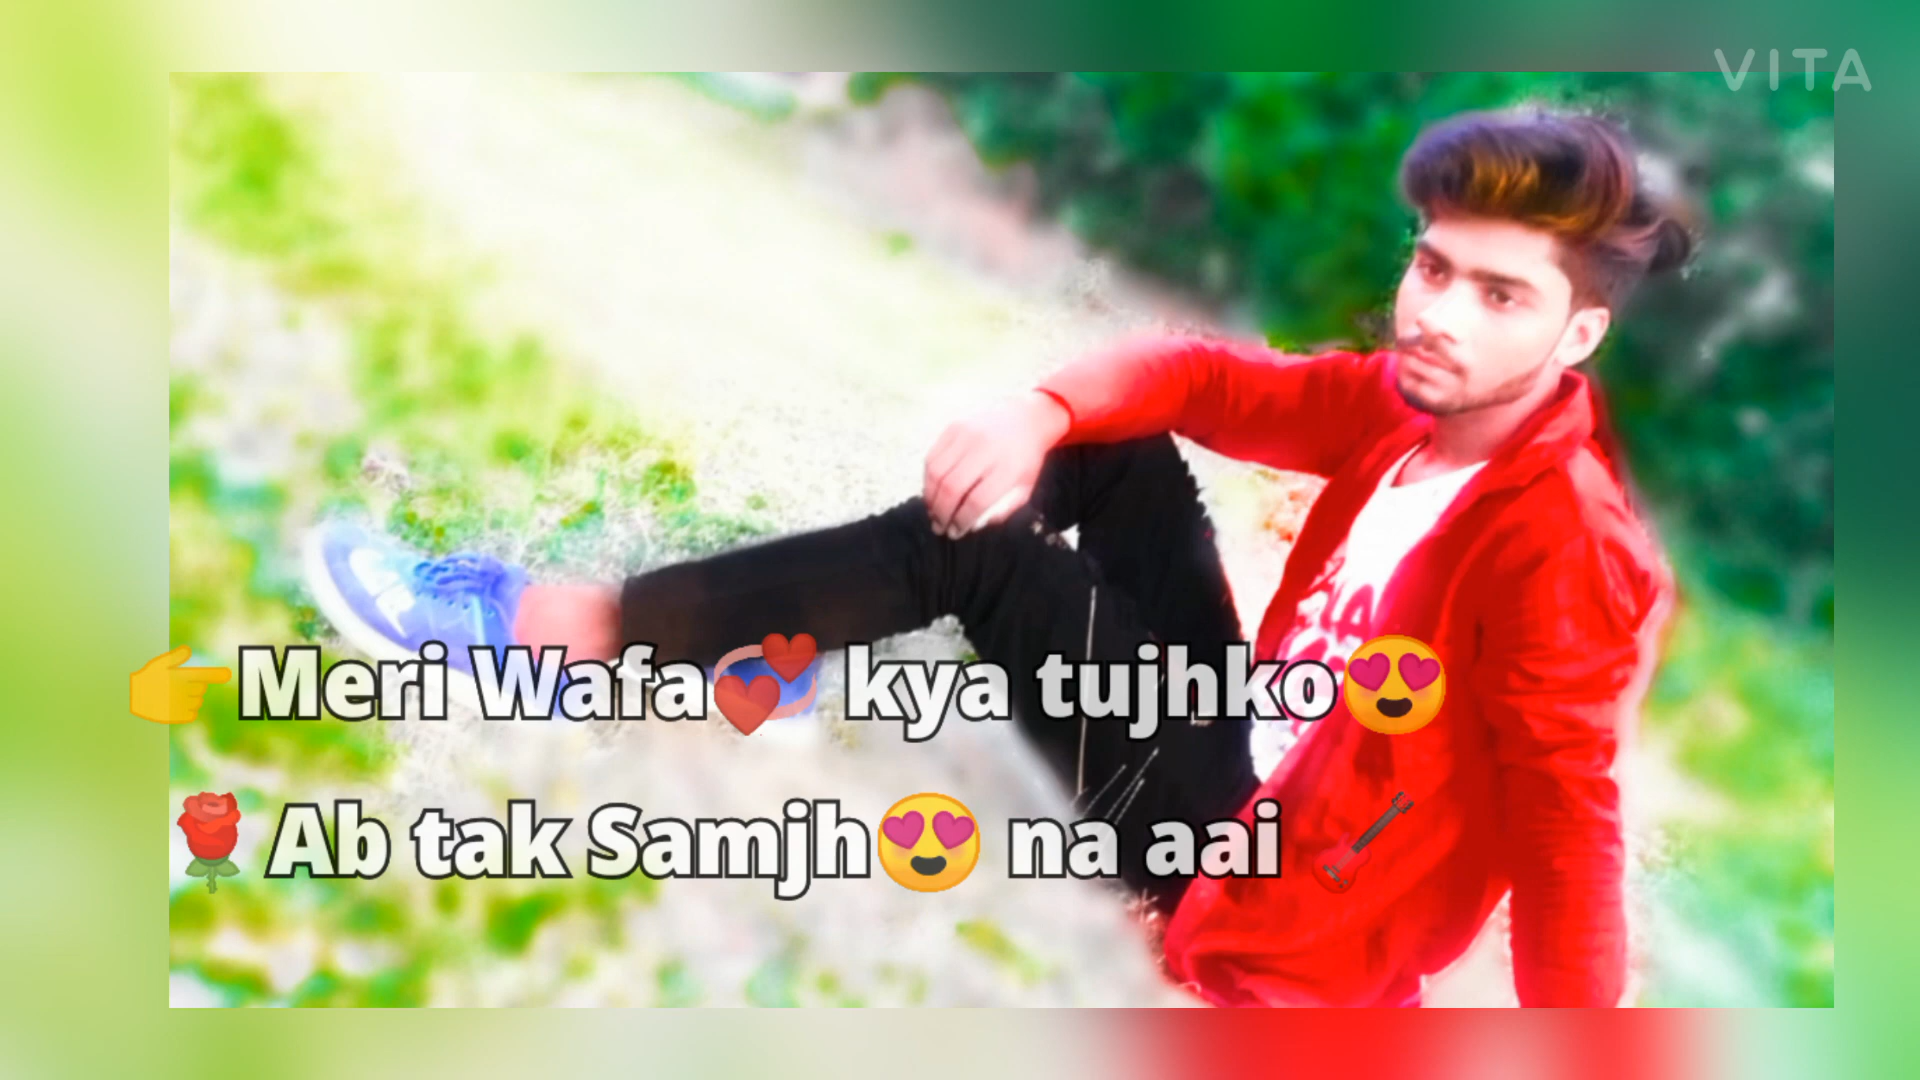 VITA
👉Meri Wafa💞 kya tujhko😍
🌹Ab tak Samjh😍 na aai 🎸